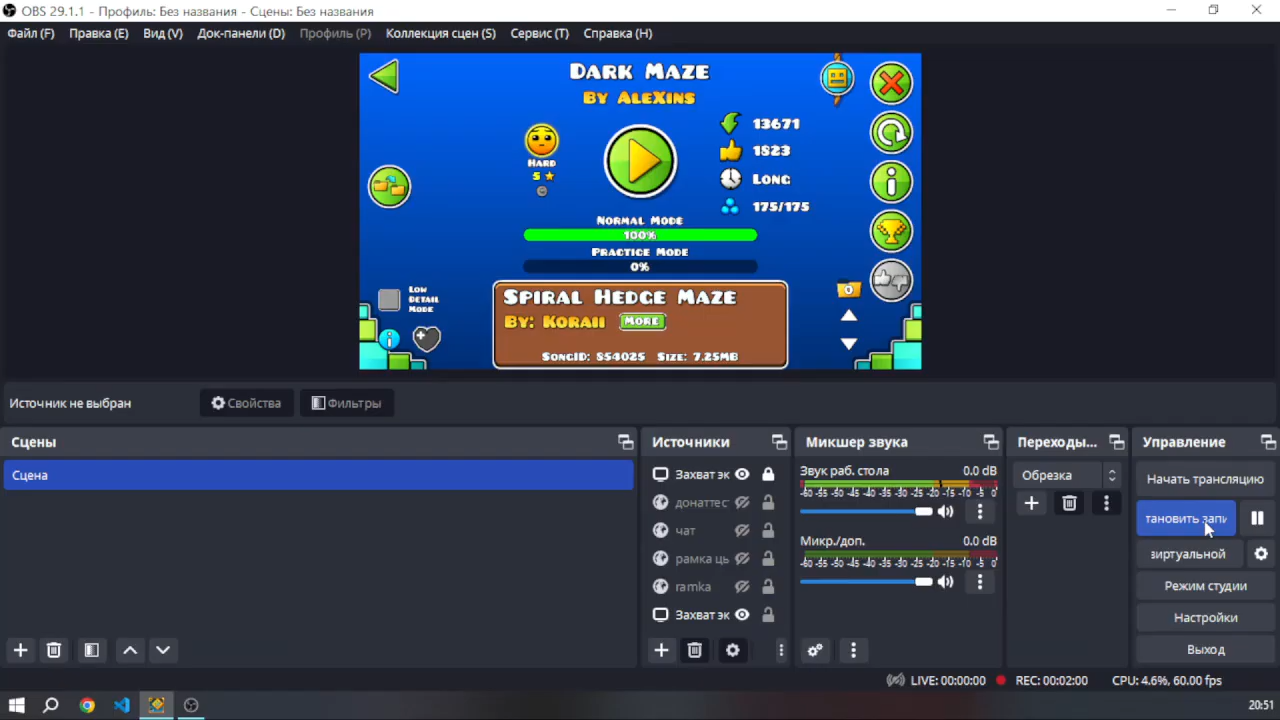 OBS 29.1.1 - Профиль: Без названия - Сцены: Без названия
Файл (F) Правка (E) Вид (V) Док-панели (D) Профиль (P) Коллекция сцен (S) Сервис (T) Справка (H)
Dark Maze
By AleXins
13671
1823
Hard
5
Long
175/175
Normal Mode
100%
Practice Mode
0%
Low
Detail
Mode
Spiral Hedge Maze
By: Koraii More
SongID: 854025 Size: 7.25MB
0
Источник не выбран Свойства Фильтры
Сцены
Сцена
Источники
Захват эк
донаттес
чат
рамка ць
ramka
Захват эк
Микшер звука
Звук раб. стола 0.0 dB
-60 -55 -50 -45 -40 -35 -30 -25 -20 -15 -10 -5 0
Микр./доп. 0.0 dB
-60 -55 -50 -45 -40 -35 -30 -25 -20 -15 -10 -5 0
Переходы...
Обрезка
Управление
Начать трансляцию
тановить запи
виртуальной
Режим студии
Настройки
Выход
LIVE: 00:00:00 REC: 00:02:00 CPU: 4.6%, 60.00 fps
20:51